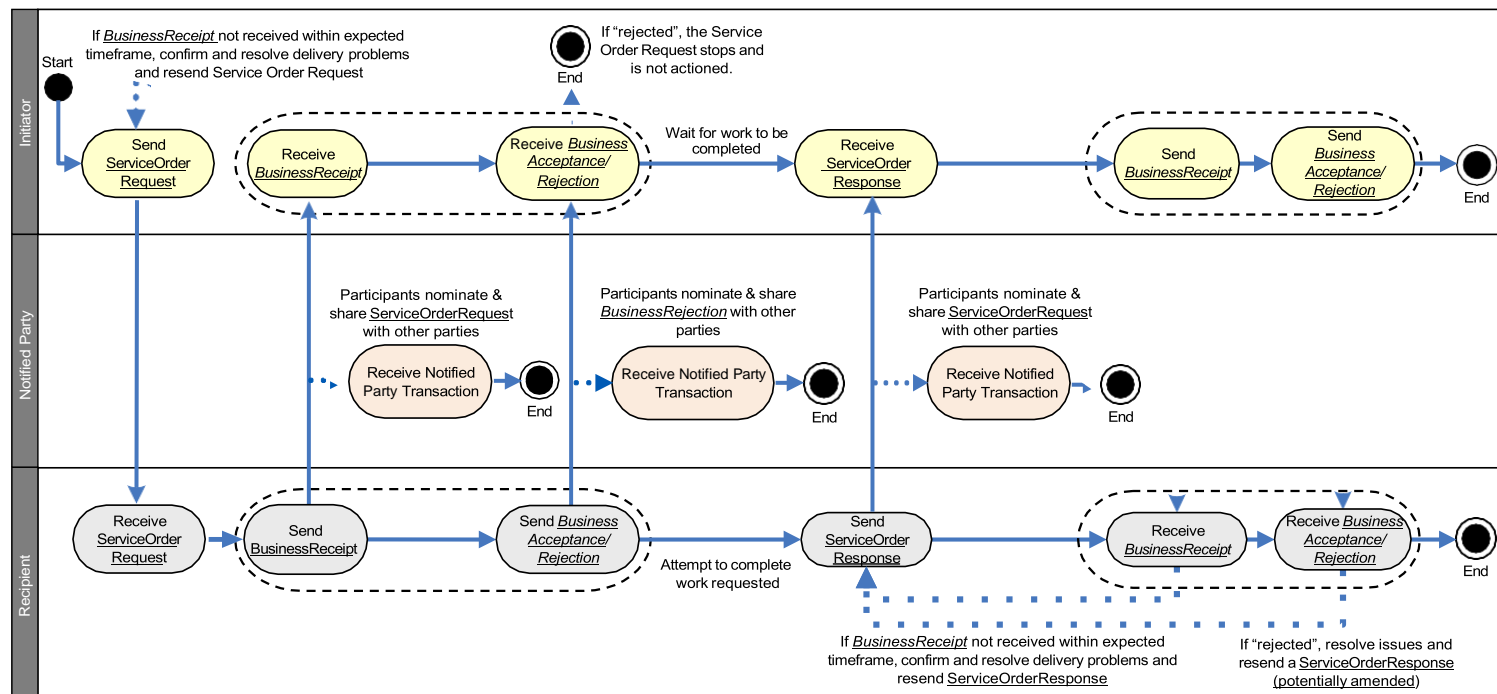 Initiator
Start
If BusinessReceipt not received within expected
timeframe, confirm and resolve delivery problems
and resend Service Order Request
End
If “rejected”, the Service
Order Request stops and
is not actioned.
Send
ServiceOrder
Request
Receive
BusinessReceipt
Receive Business
Acceptance/
Rejection
Wait for work to be
completed
Receive
ServiceOrder
Response
Send
BusinessReceipt
Send
Business
Acceptance/
Rejection
End
Notified Party
Participants nominate &
share ServiceOrderRequest
with other parties
Receive Notified
Party Transaction
End
Participants nominate & share
BusinessRejection with other
parties
Receive Notified Party
Transaction
End
Participants nominate &
share ServiceOrderRequest
with other parties
Receive Notified
Party Transaction
End
Recipient
Receive
ServiceOrder
Request
Send
BusinessReceipt
Send Business
Acceptance/
Rejection
Attempt to complete
work requested
Send
ServiceOrder
Response
Receive
BusinessReceipt
Receive Business
Acceptance/
Rejection
End
If BusinessReceipt not received within expected
timeframe, confirm and resolve delivery problems and
resend ServiceOrderResponse
If “rejected”, resolve issues and
resend a ServiceOrderResponse
(potentially amended)